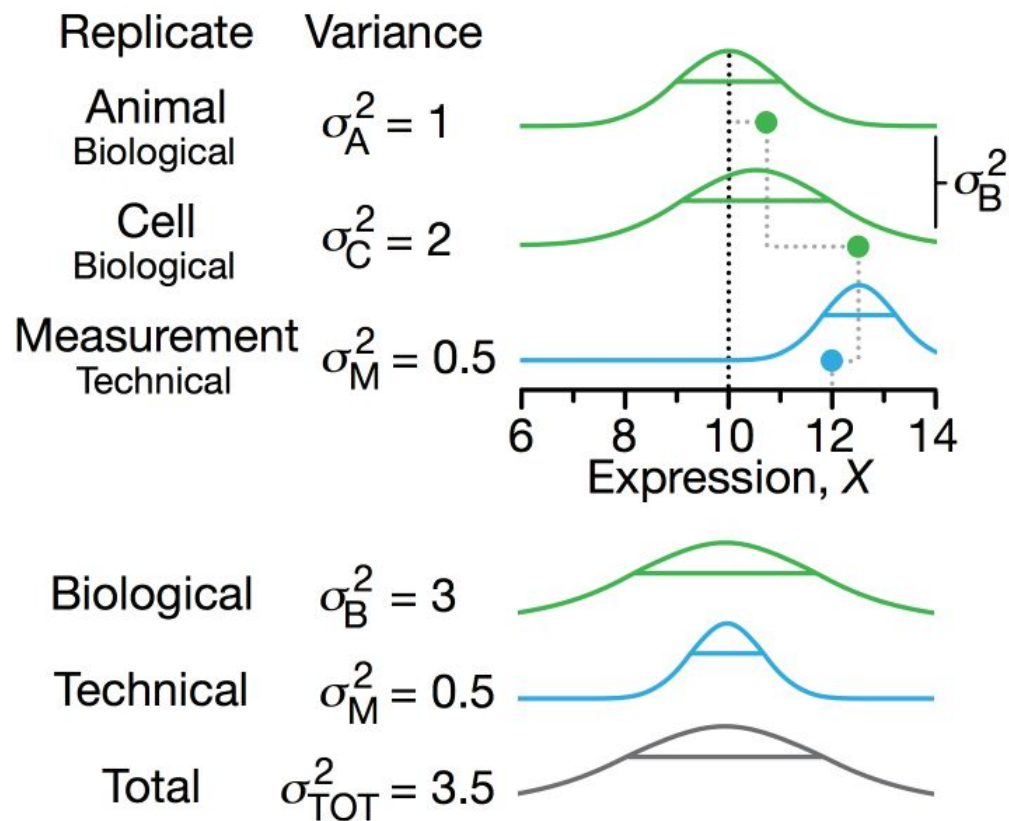 Replicate Variance
Animal
Biological
σ²A = 1
Cell
Biological
σ²C = 2
σ²B
Measurement
Technical
σ²M = 0.5
6 8 10 12 14
Expression, X
Biological σ²B = 3
Technical σ²M = 0.5
Total σ²TOT = 3.5